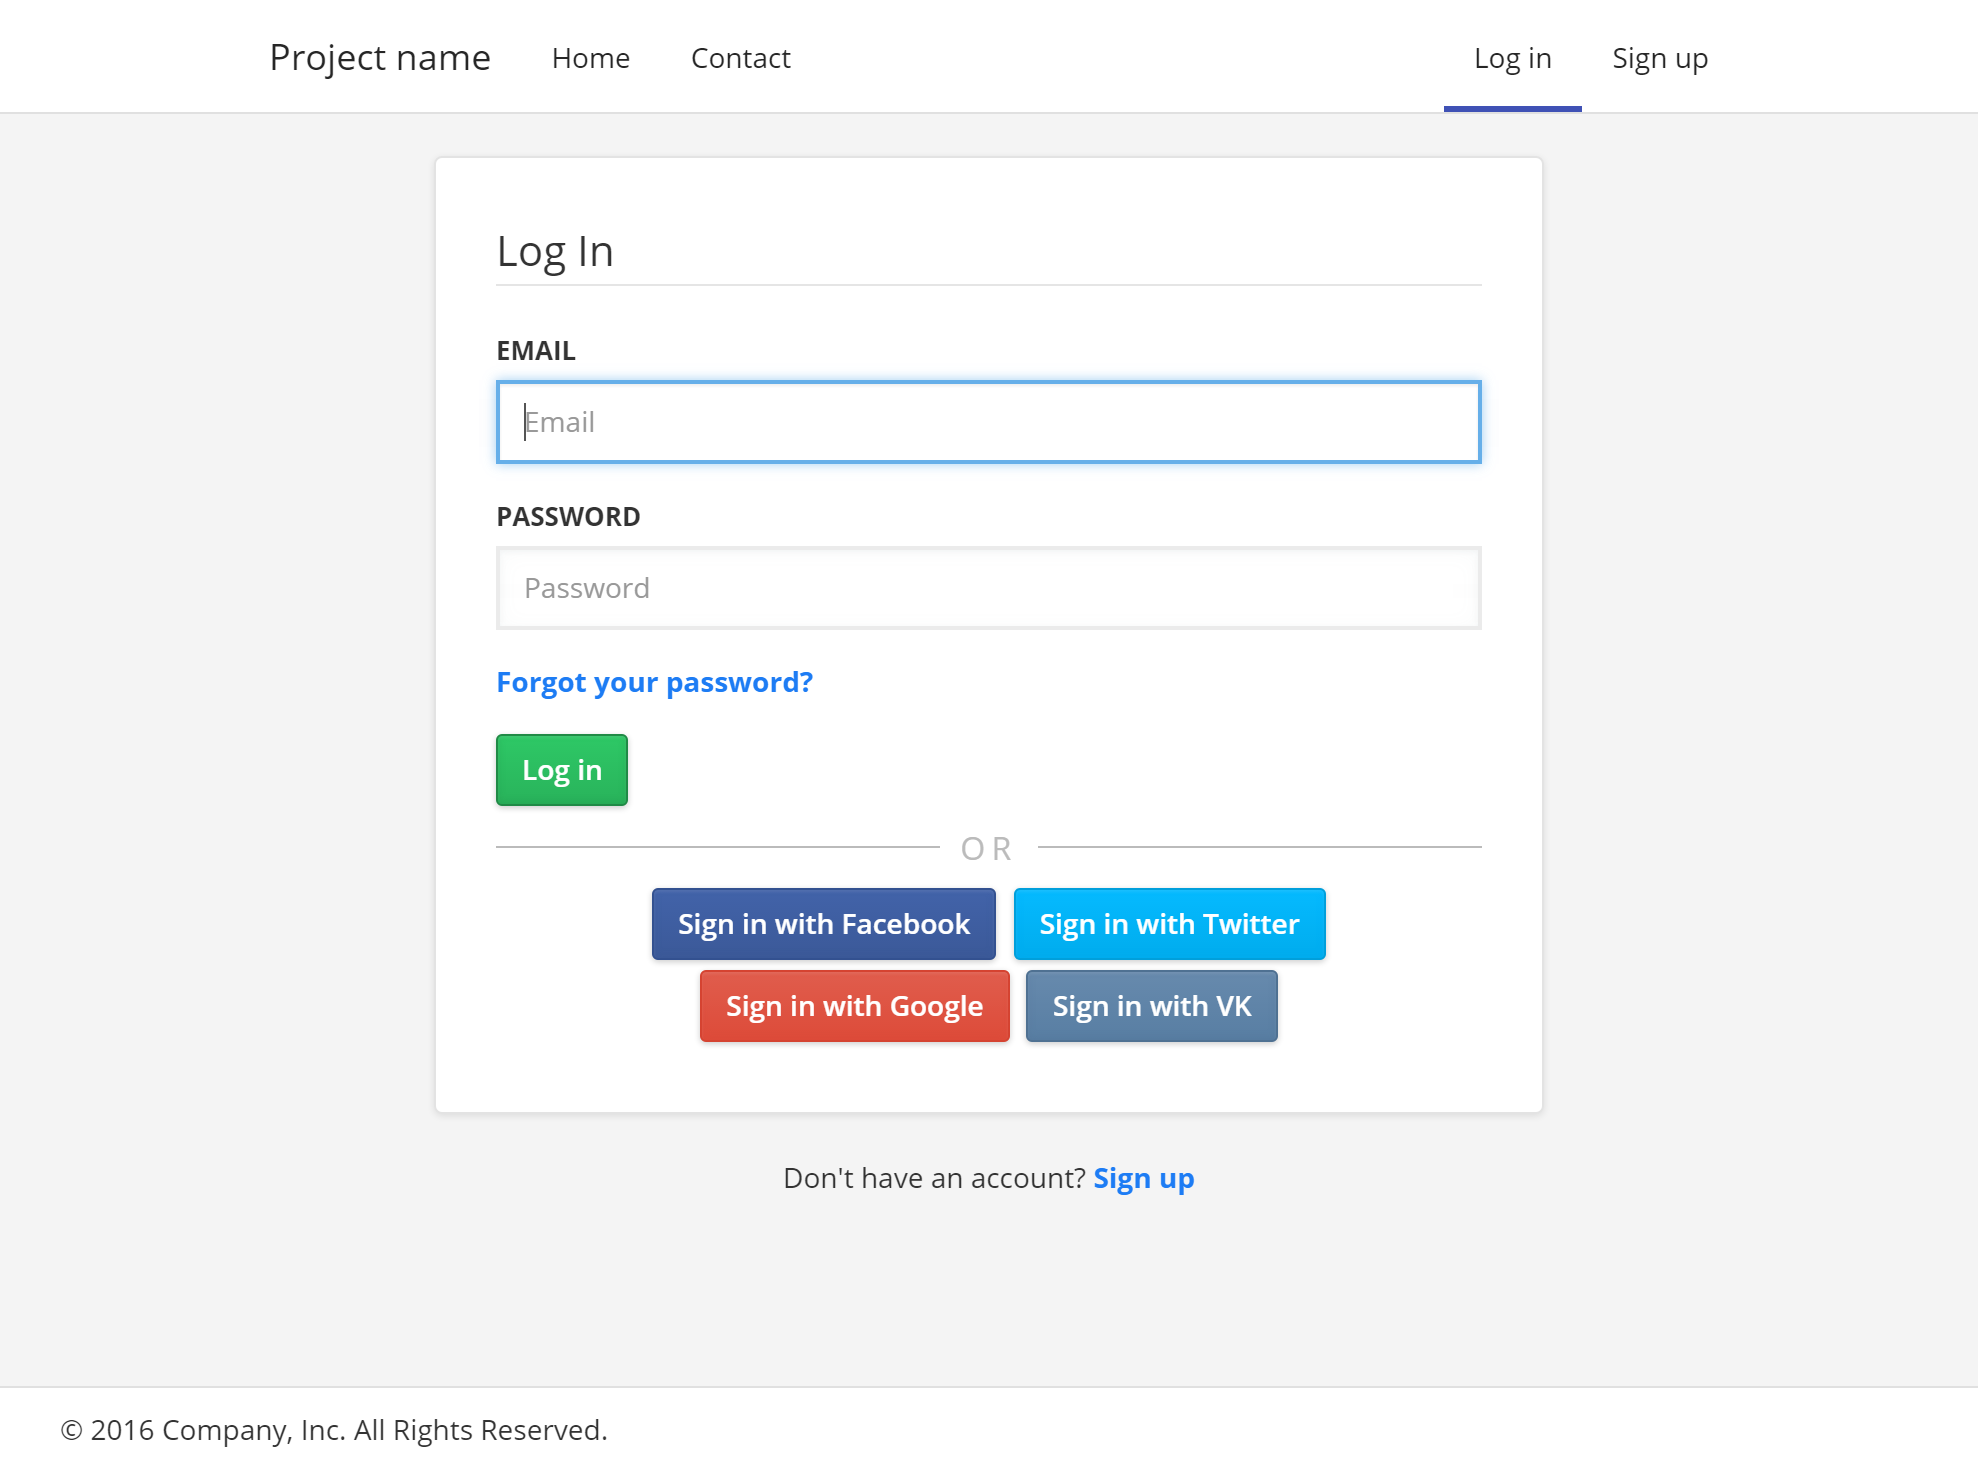 Project name Home Contact Log in Sign up
Log In
EMAIL
Email
PASSWORD
Password
Forgot your password?
Log in
OR
Sign in with Facebook Sign in with Twitter
Sign in with Google Sign in with VK
Don't have an account? Sign up
© 2016 Company, Inc. All Rights Reserved.